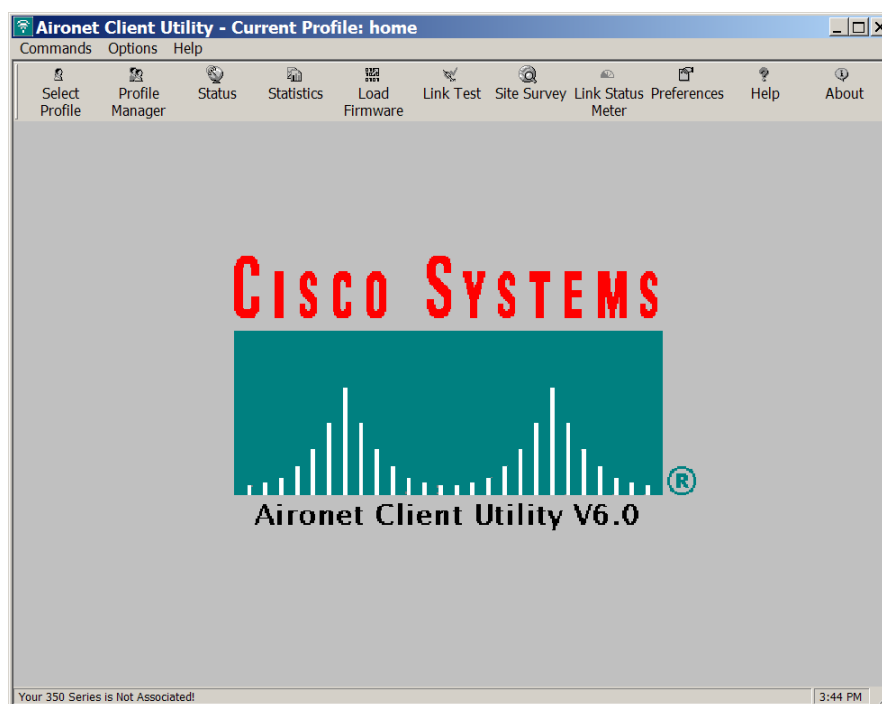 Aironet Client Utility - Current Profile: home
Commands Options Help
Select Profile
Profile Manager
Status
Statistics
Load Firmware
Link Test
Site Survey
Link Status Meter
Preferences
Help
About
CISCO SYSTEMS
®
Aironet Client Utility V6.0
Your 350 Series is Not Associated!
3:44 PM